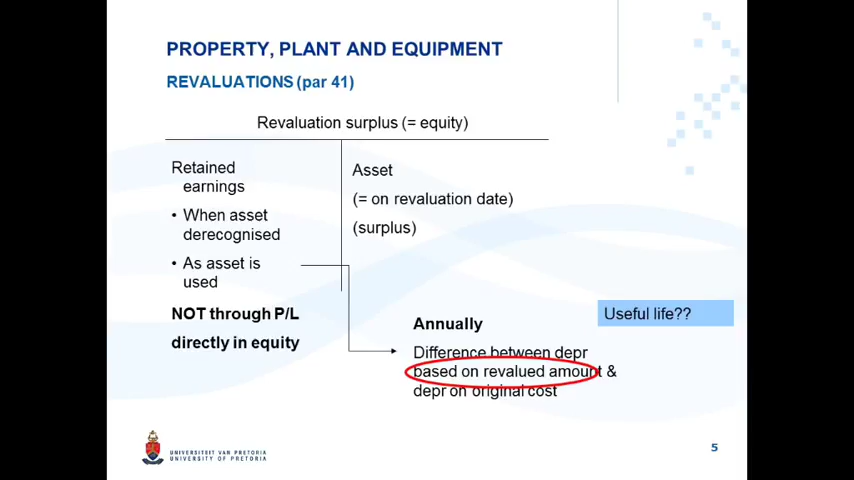 PROPERTY, PLANT AND EQUIPMENT
REVALUATIONS (par 41)
Revaluation surplus (= equity)
Retained
earnings
• When asset
derecognised
• As asset is
used
NOT through P/L
directly in equity
Asset
(= on revaluation date)
(surplus)
Useful life??
Annually
Difference between depr
based on revalued amount &
depr on original cost
UNIVERSITEIT VAN PRETORIA
UNIVERSITY OF PRETORIA
5